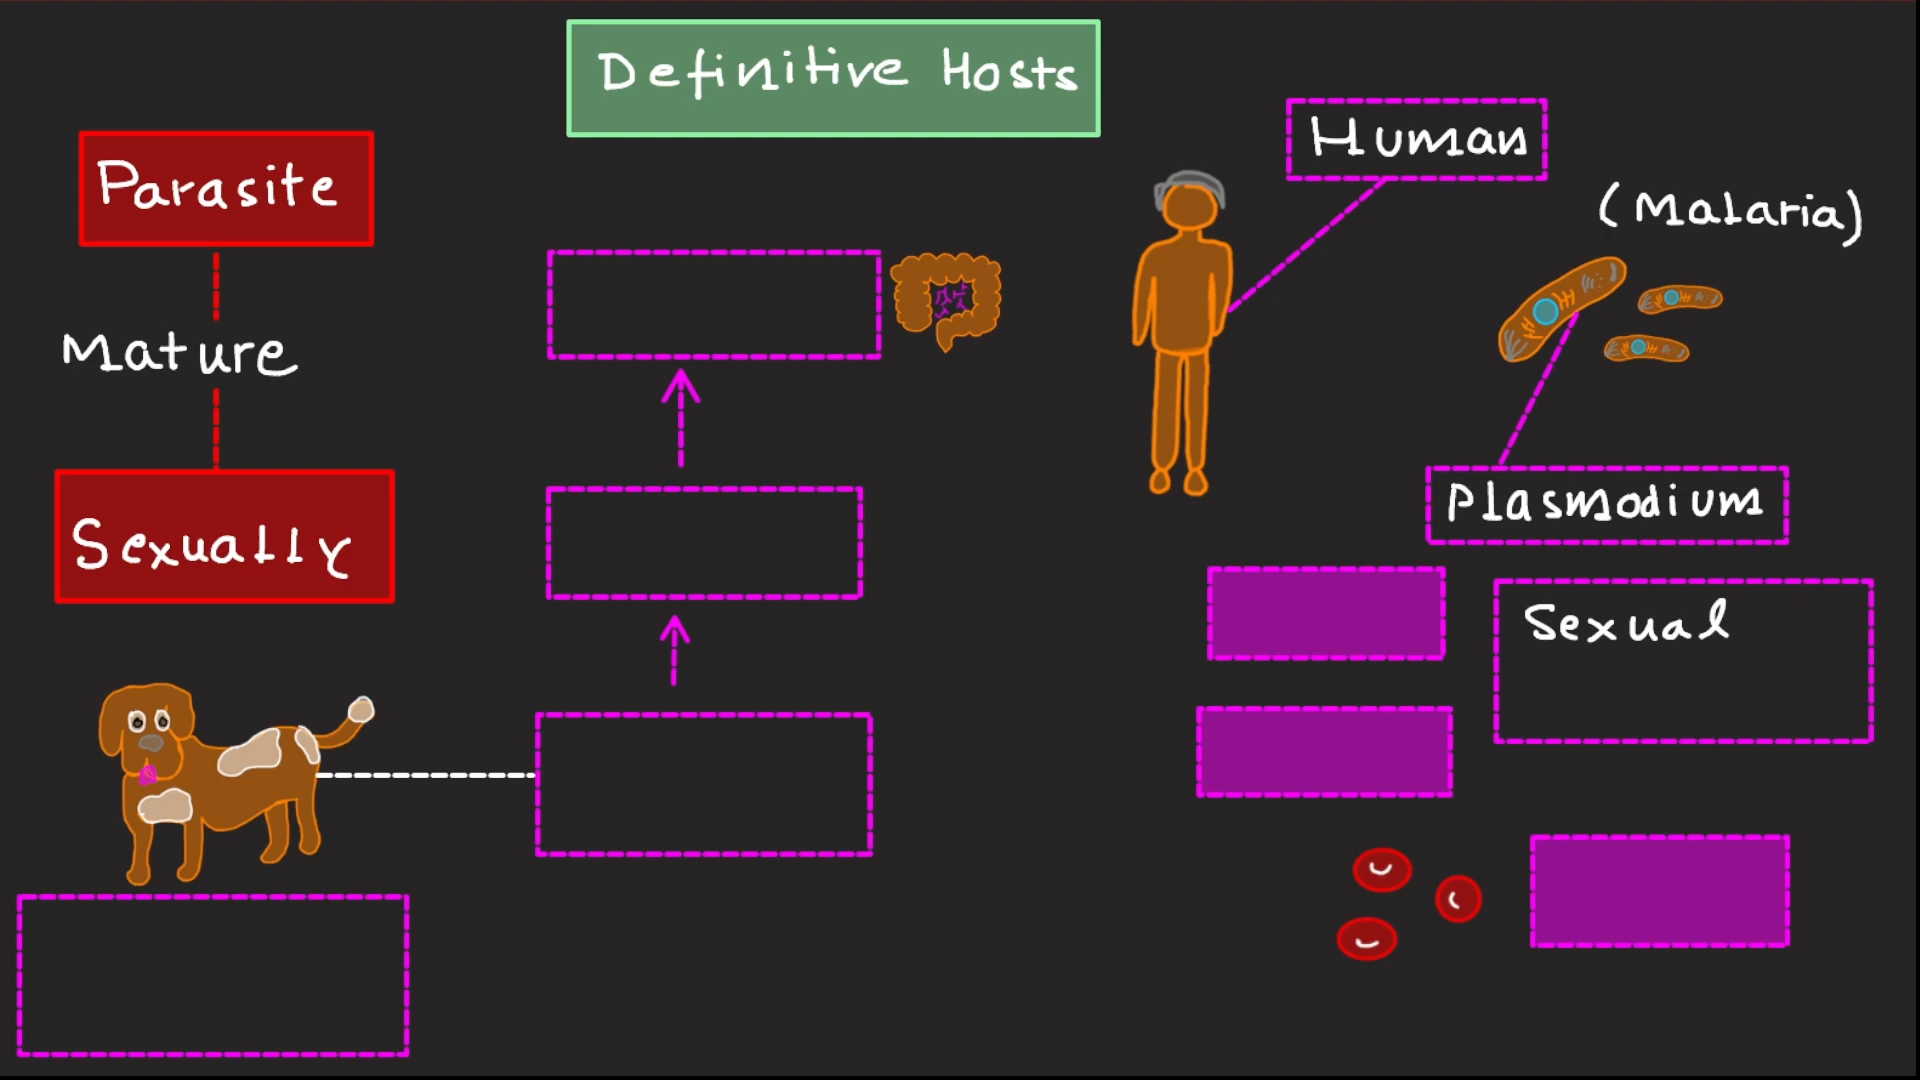 Definitive Hosts
Parasite
Mature
Sexually
Human
(Malaria)
Plasmodium
Sexual